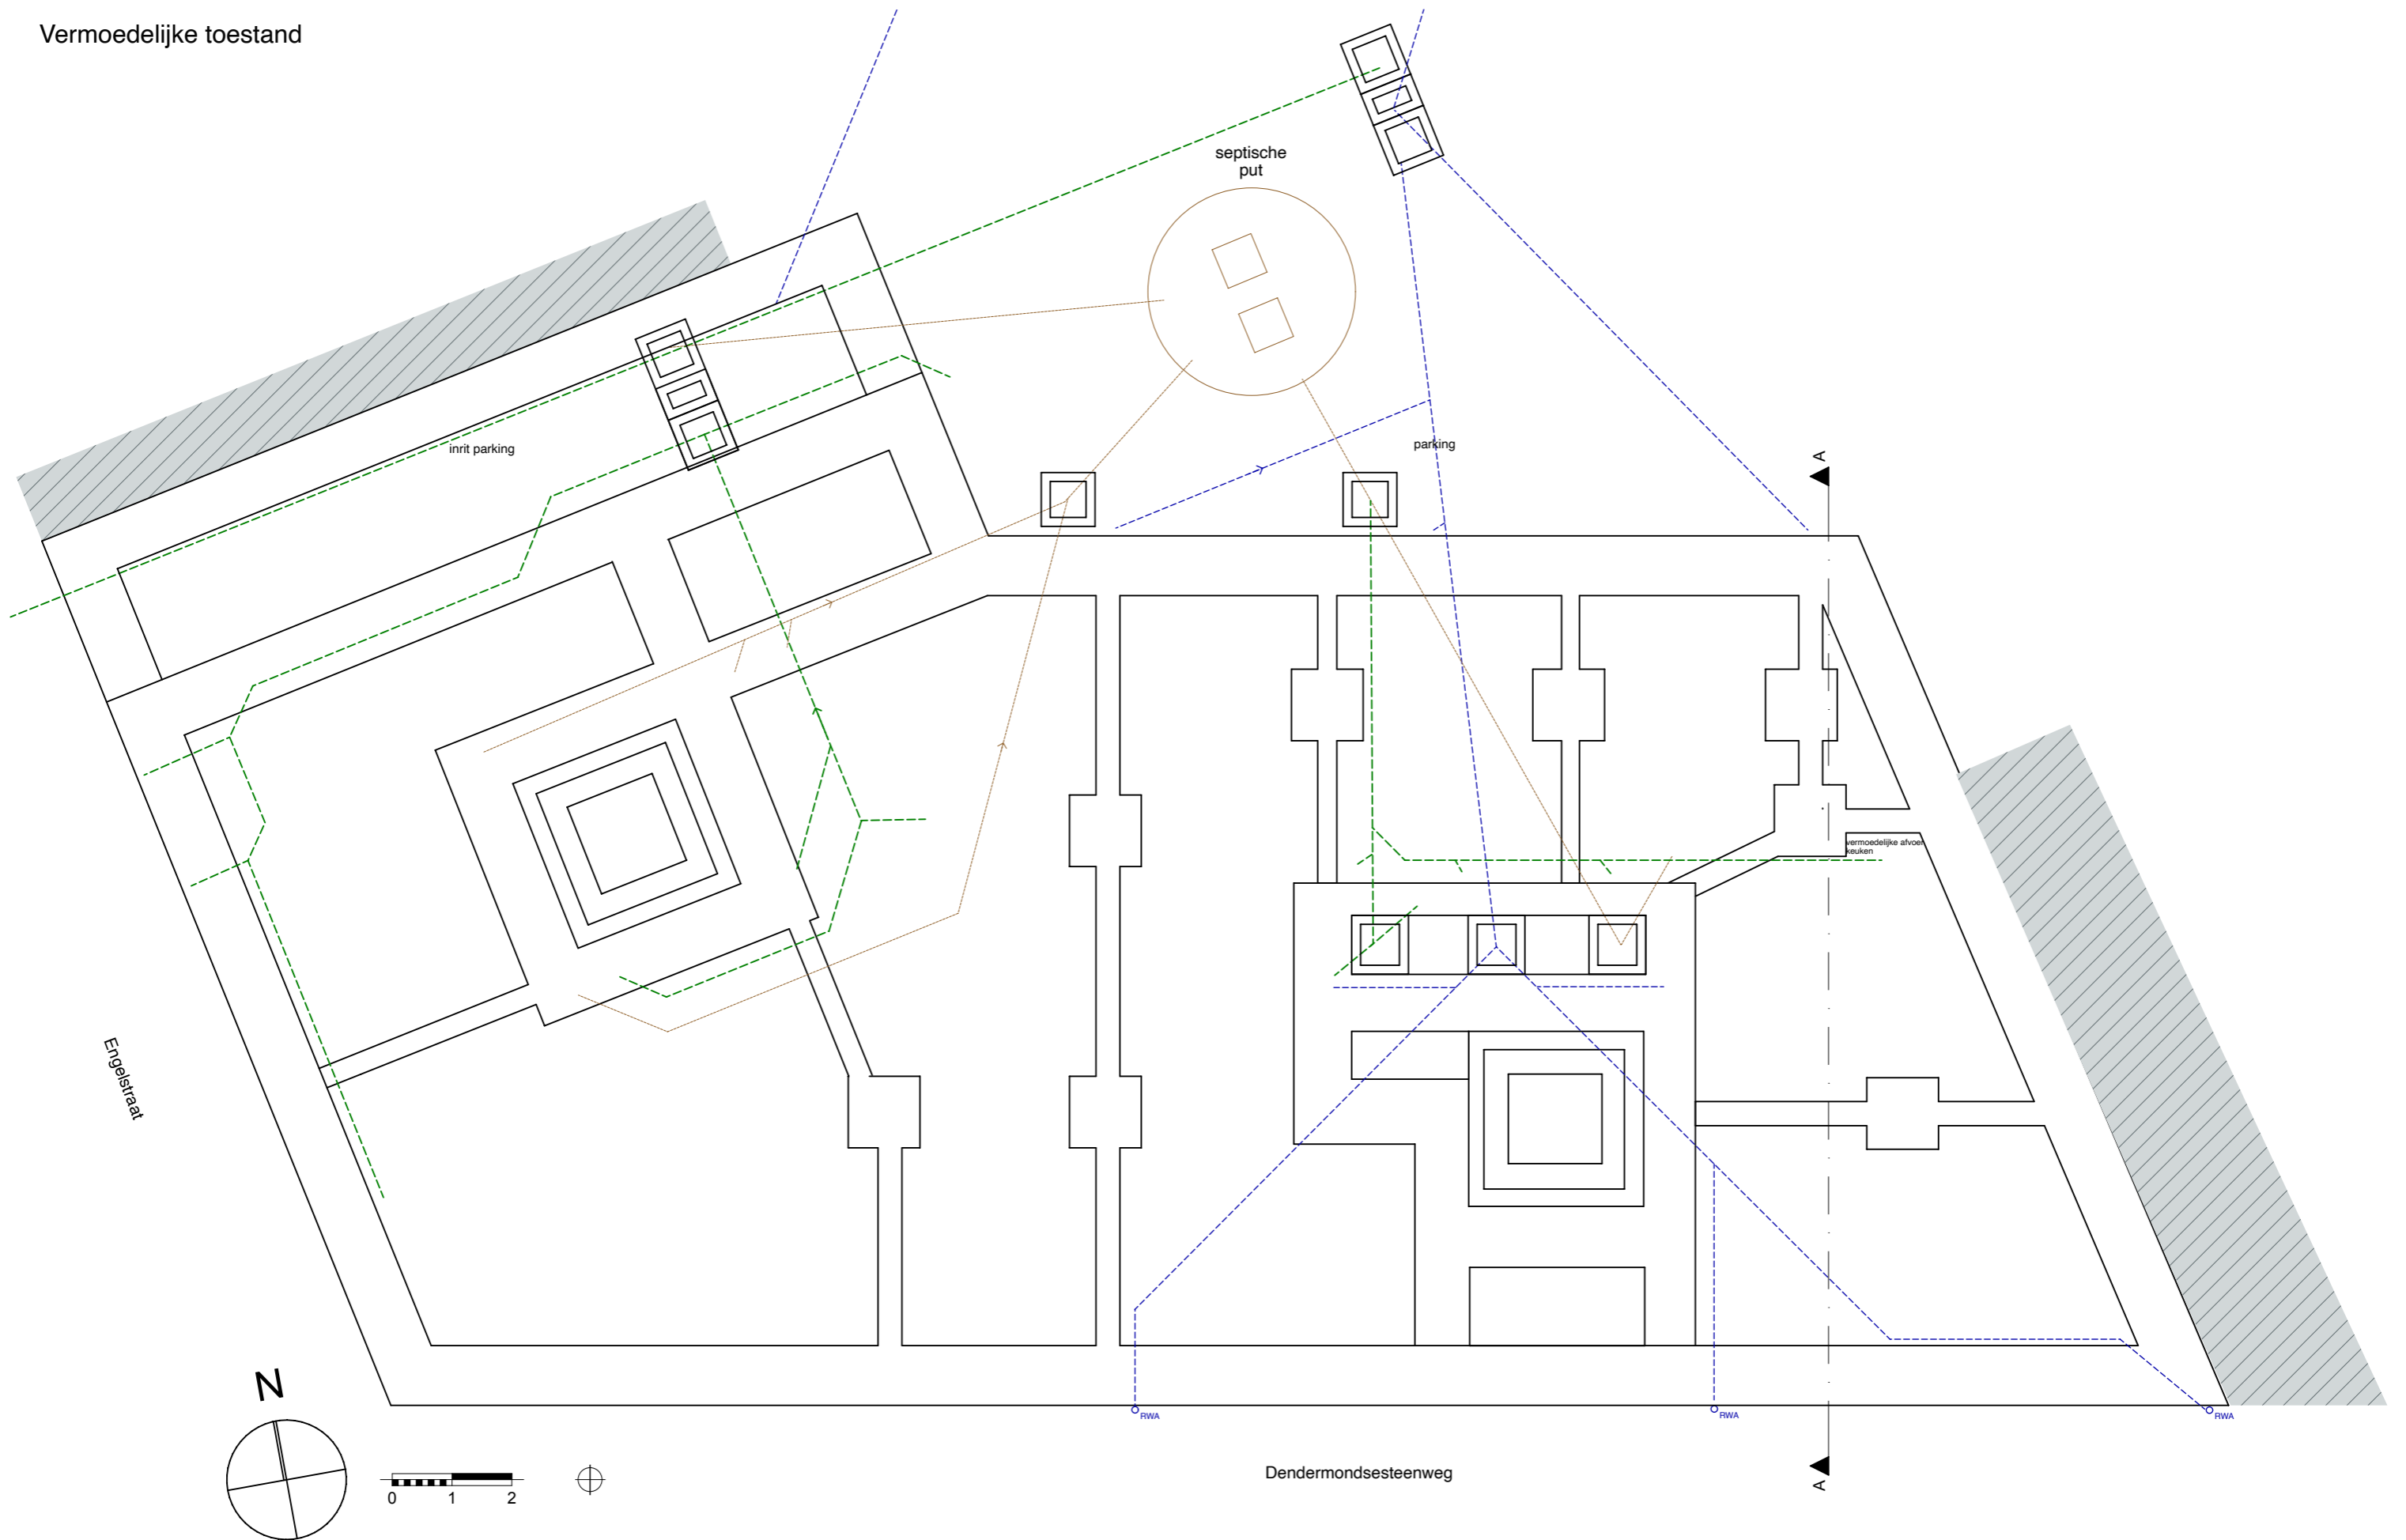 Vermoedelijke toestand
septische
put
inrit parking
parking
A
vermoedelijke afvoer
keuken
Engelstraat
N
RWA
RWA
RWA
0 1 2
Dendermondsesteenweg
A